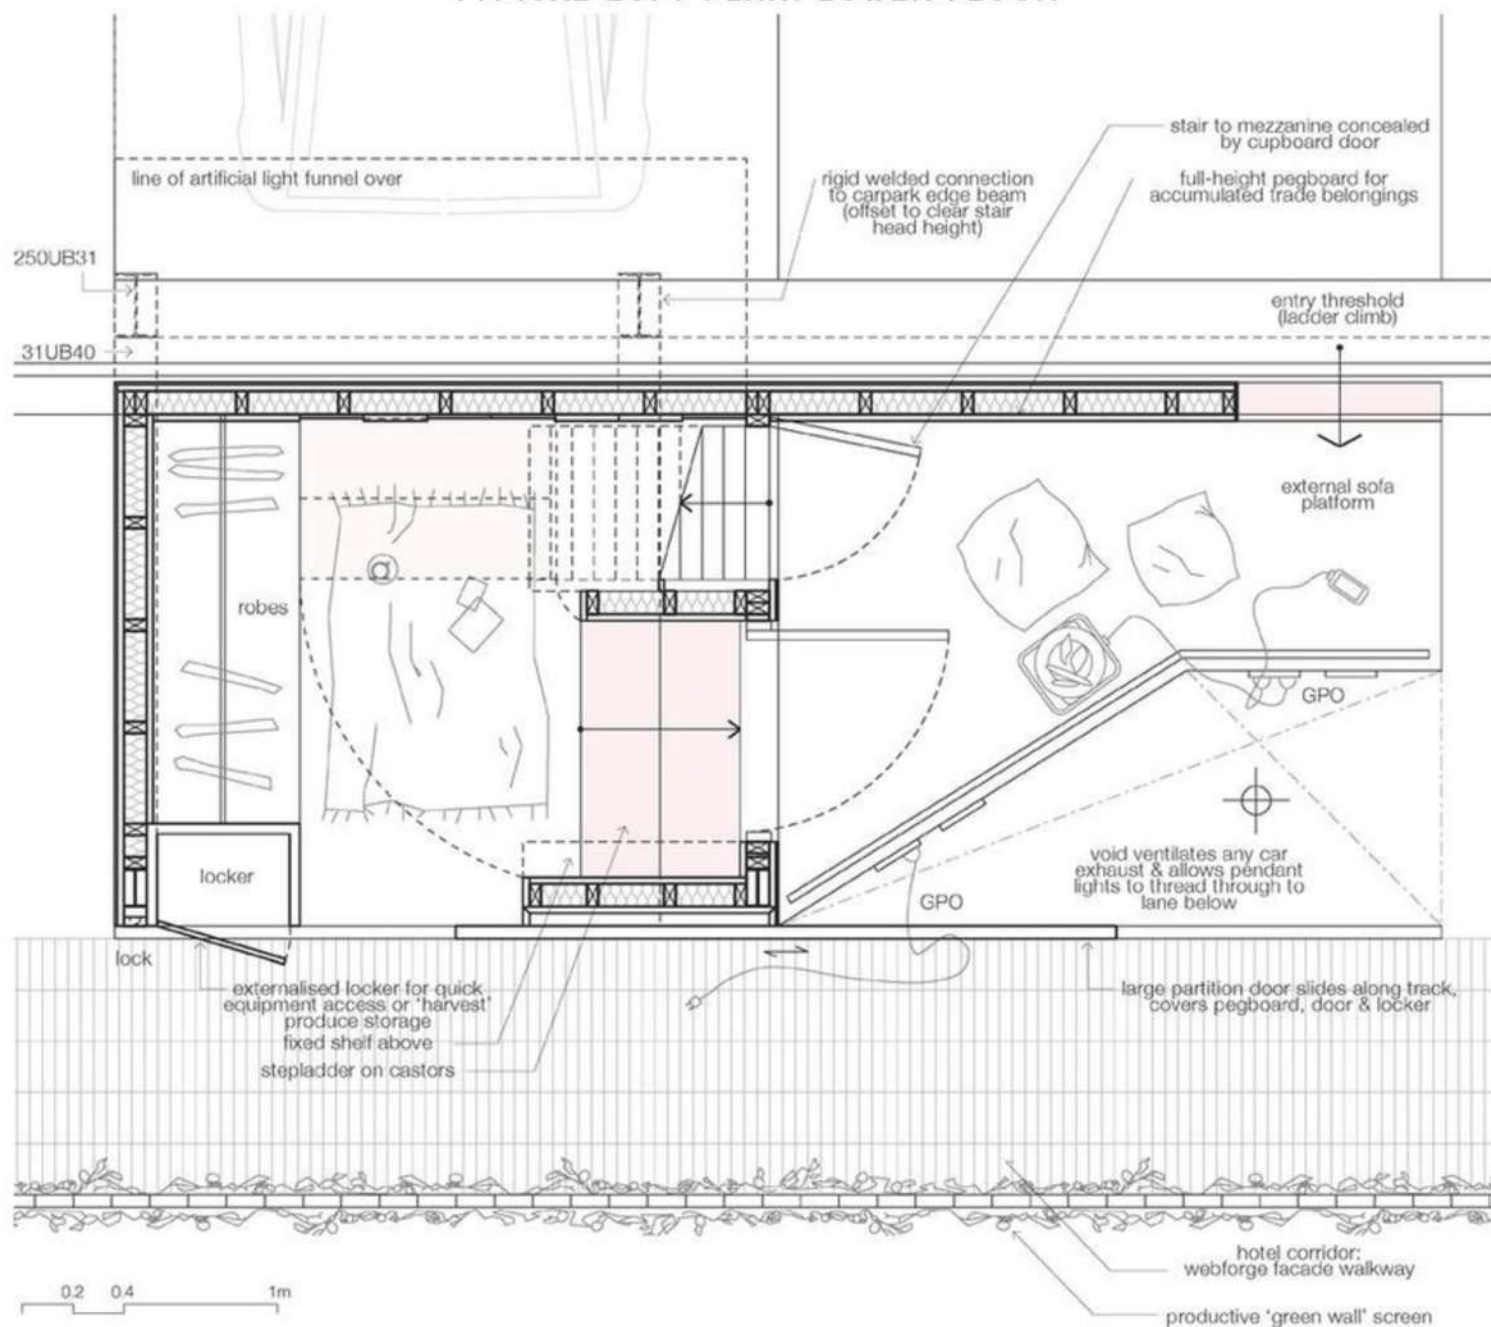 line of artificial light funnel over
rigid welded connection
to carpark edge beam
(offset to clear stair
head height)
stair to mezzanine concealed
by cupboard door
full-height pegboard for
accumulated trade belongings
250UB31
31UB40
entry threshold
(ladder climb)
external sofa
platform
robes
GPO
locker
void ventilates any car
exhaust & allows pendant
lights to thread through to
lane below
GPO
lock
externalised locker for quick
equipment access or 'harvest'
produce storage
fixed shelf above
stepladder on castors
large partition door slides along track,
covers pegboard, door & locker
hotel corridor:
webforge facade walkway
productive 'green wall' screen
0.2 0.4 1m